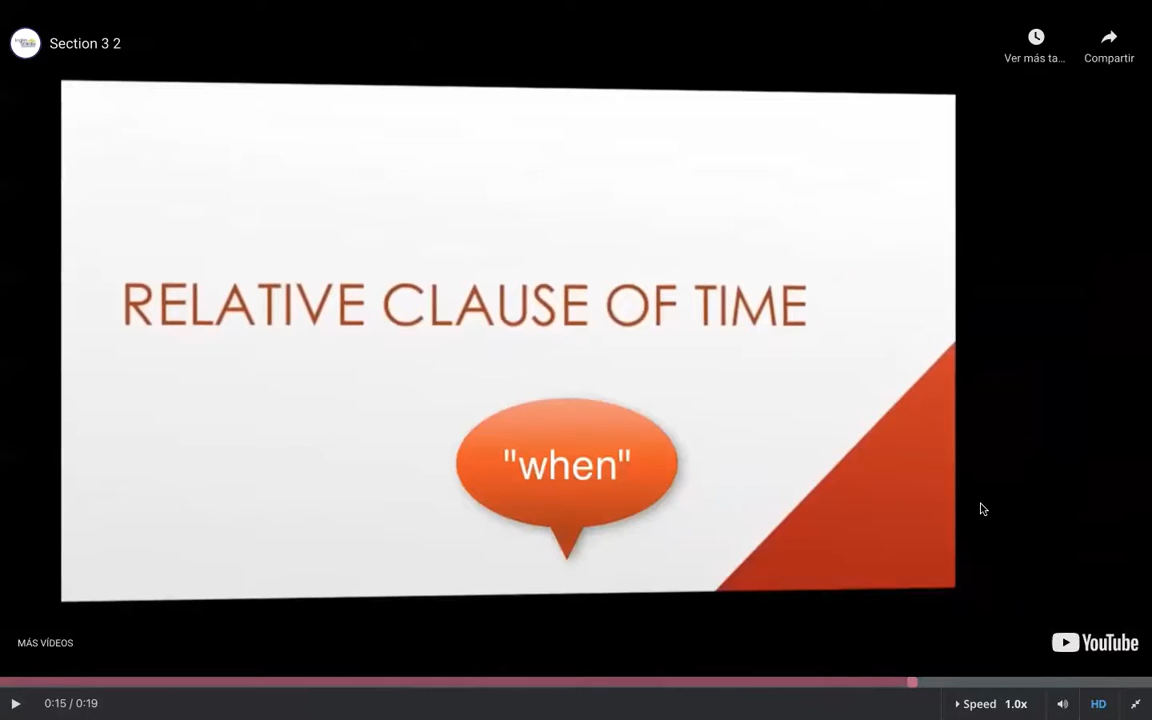 Section 3 2
Ver más ta...
Compartir
RELATIVE CLAUSE OF TIME
"when"
MÁS VÍDEOS
YouTube
0:15 / 0:19
Speed 1.0x
HD